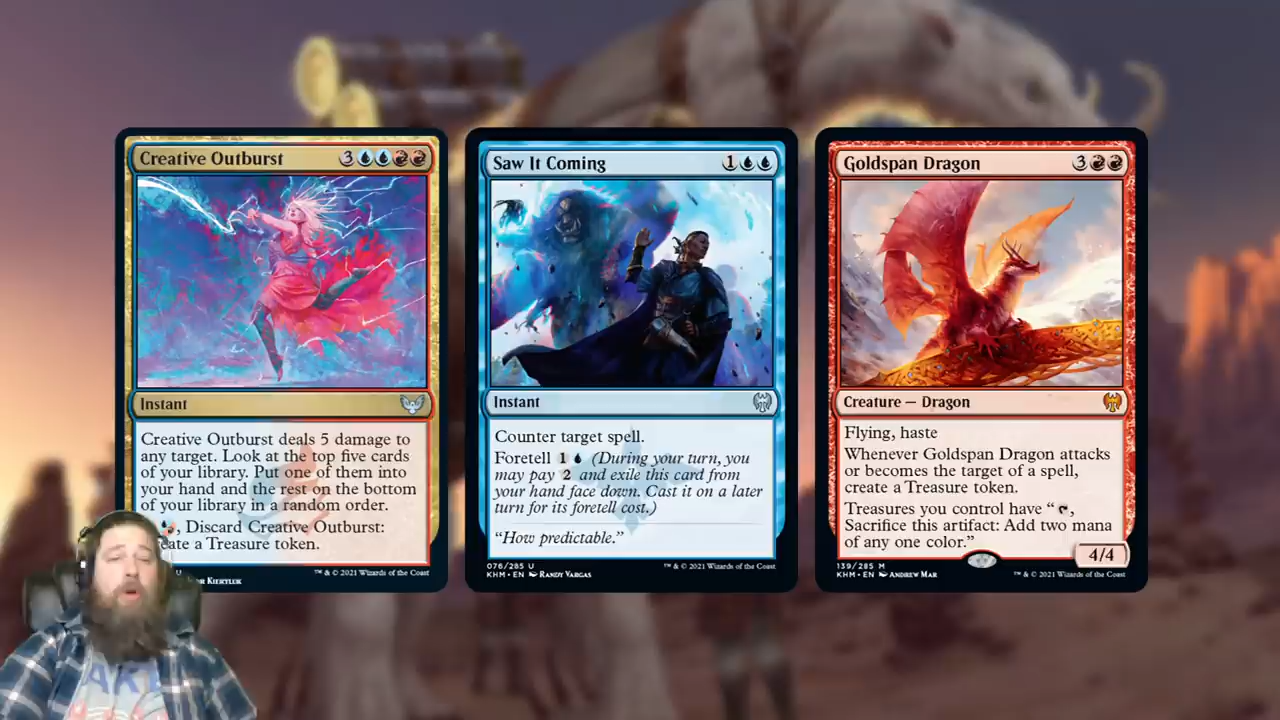 Creative Outburst 3
Instant
Creative Outburst deals 5 damage to
any target. Look at the top five cards
of your library. Put one of them into
your hand and the rest on the bottom
of your library in a random order.
, Discard Creative Outburst:
a Treasure token.
KIERTYLUK
™ & © 2021 Wizards of the Coast
Saw It Coming 1
Instant
Counter target spell.
Foretell 1 (During your turn, you
may pay 2 and exile this card from
your hand face down. Cast it on a later
turn for its foretell cost.)
“How predictable.”
076/285 U
KHM • EN RANDY VARGAS
™ & © 2021 Wizards of the Coast
Goldspan Dragon 3
Creature — Dragon
Flying, haste
Whenever Goldspan Dragon attacks
or becomes the target of a spell,
create a Treasure token.
Treasures you control have “ ,
Sacrifice this artifact: Add two mana
of any one color.”
4/4
139/285 M
KHM • EN ANDREW MAR
™ & © 2021 Wizards of the Coast